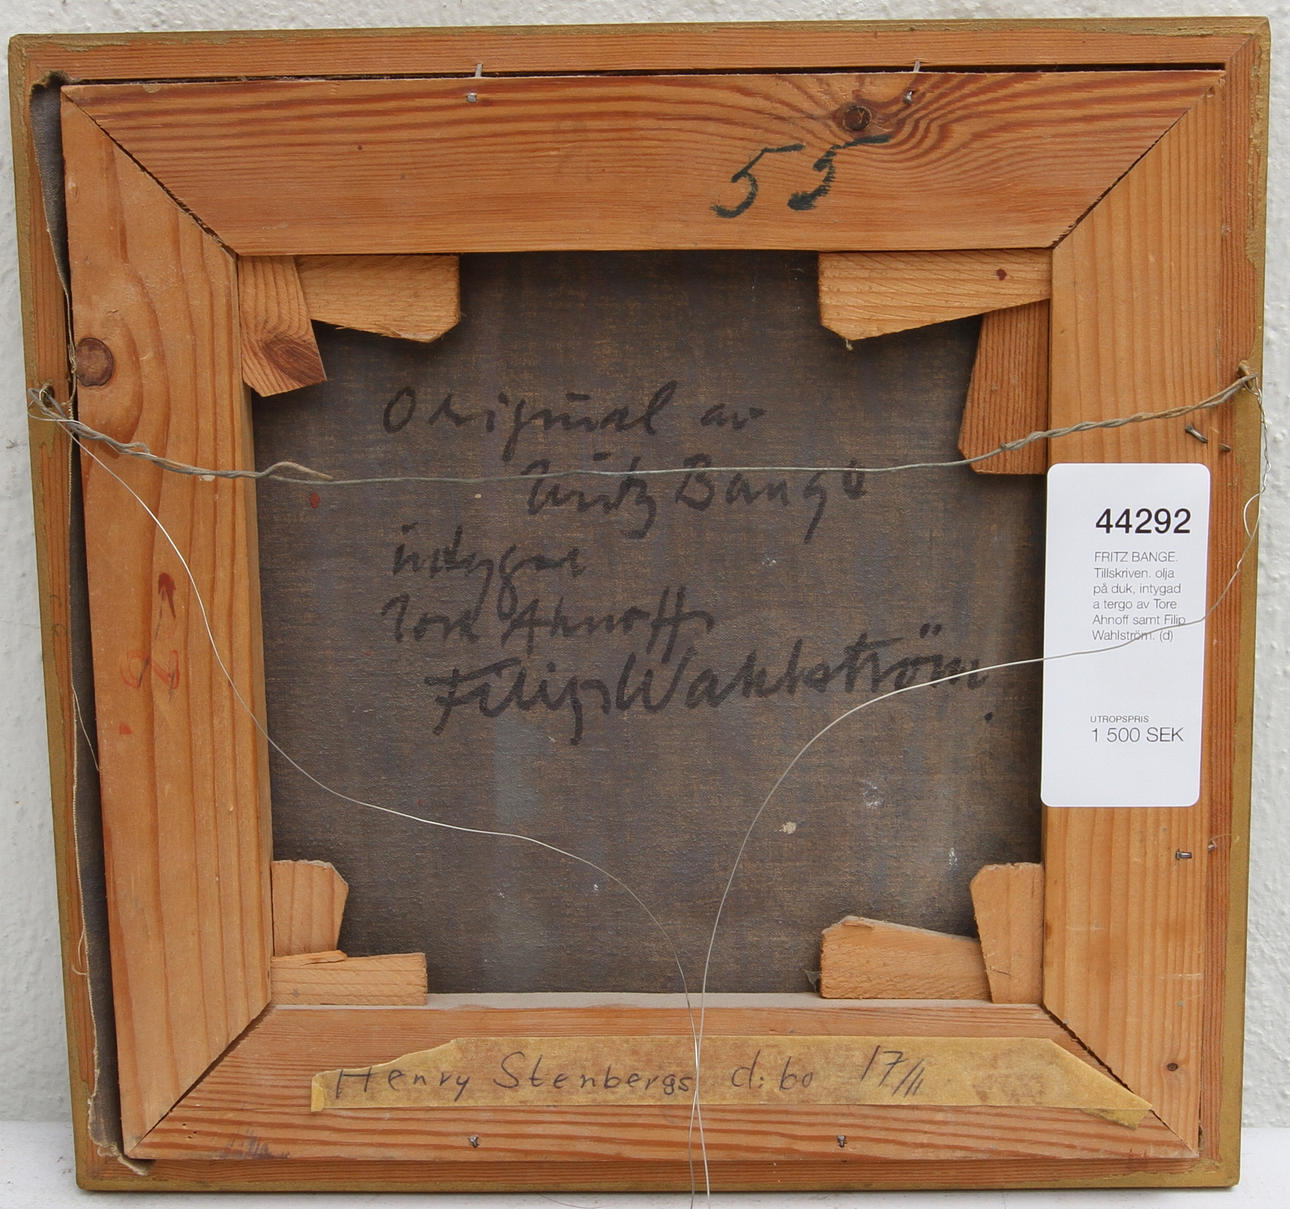 55
Original av
Fritz Bange
intygar
Tore Ahnoff
Filip Wahlström.
44292
FRITZ BANGE.
Tillskriven. olja
på duk, intygad
a tergo av Tore
Ahnoff samt Filip
Wahlström. (d)
UTROPSPRIS
1 500 SEK
Henry Stenbergs d:bo 17/11